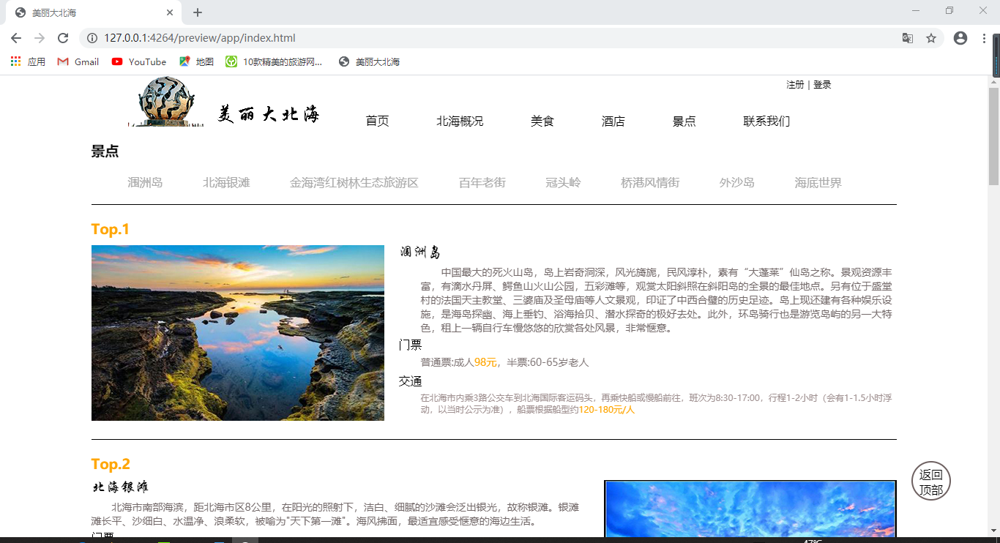 美丽大北海
127.0.0.1:4264/preview/app/index.html
应用 Gmail YouTube 地图 10款精美的旅游网... 美丽大北海
注册 | 登录
美丽大北海 首页 北海概况 美食 酒店 景点 联系我们
景点
涠洲岛 北海银滩 金海湾红树林生态旅游区 百年老街 冠头岭 桥港风情街 外沙岛 海底世界
Top.1
涠洲岛
中国最大的死火山岛，岛上岩奇洞深，风光旖旎，民风淳朴，素有“大蓬莱”仙岛之称。景观资源丰
富，有滴水丹屏、鳄鱼山火山公园，五彩滩等，观赏太阳斜照在斜阳岛的全景的最佳地点。另有位于盛堂
村的法国天主教堂、三婆庙及圣母庙等人文景观，印证了中西合璧的历史足迹。岛上现还建有各种娱乐设
施，是海岛探幽、海上垂钓、浴海拾贝、潜水探奇的极好去处。此外，环岛骑行也是游览岛屿的另一大特
色，租上一辆自行车慢悠悠的欣赏各处风景，非常惬意。
门票
普通票:成人98元，半票:60-65岁老人
交通
在北海市内乘3路公交车到北海国际客运码头，再乘快船或慢船前往，班次为8:30-17:00，行程1-2小时（会有1-1.5小时浮
动，以当时公示为准），船票根据船型约120-180元/人
Top.2
北海银滩
北海市南部海滨，距北海市区8公里，在阳光的照射下，洁白、细腻的沙滩会泛出银光，故称银滩。银滩
滩长平、沙细白、水温净、浪柔软，被喻为"天下第一滩"。海风拂面，最适宜感受惬意的海边生活。
门票
返回
顶部
47℃